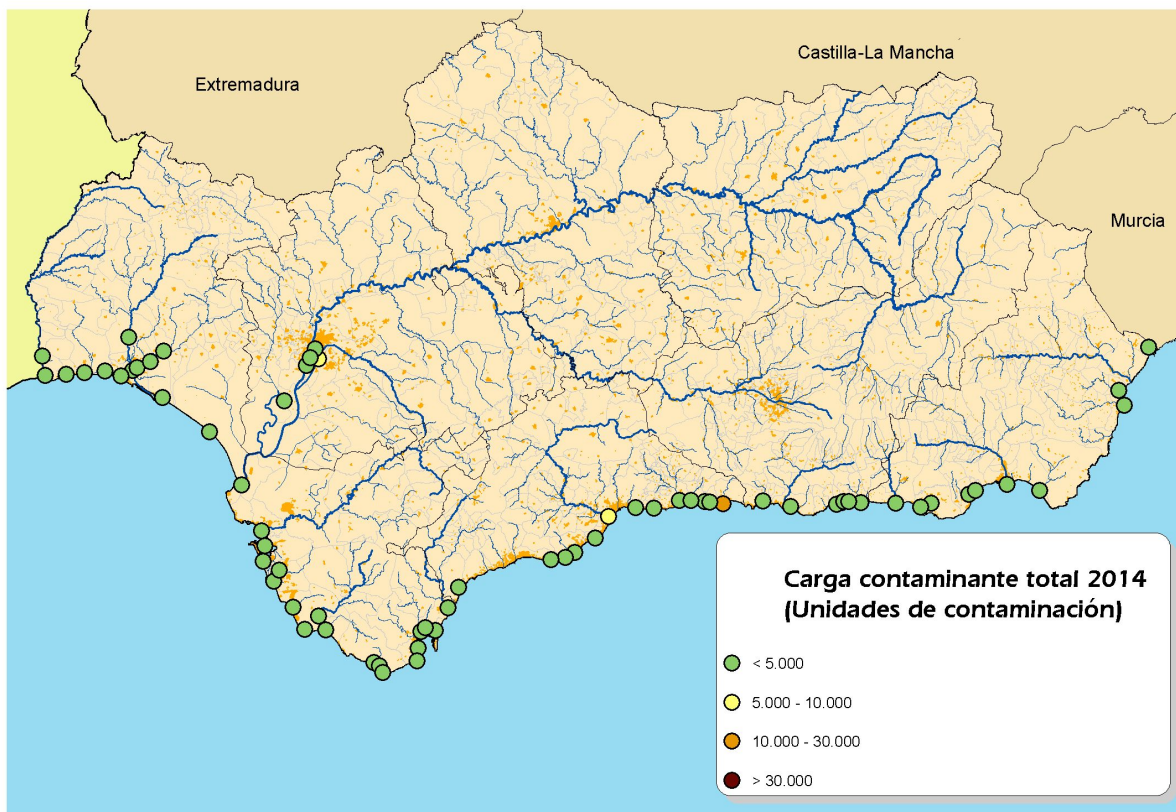 Castilla-La Mancha
Extremadura
Murcia
Carga contaminante total 2014
(Unidades de contaminación)
< 5.000
5.000 - 10.000
10.000 - 30.000
> 30.000